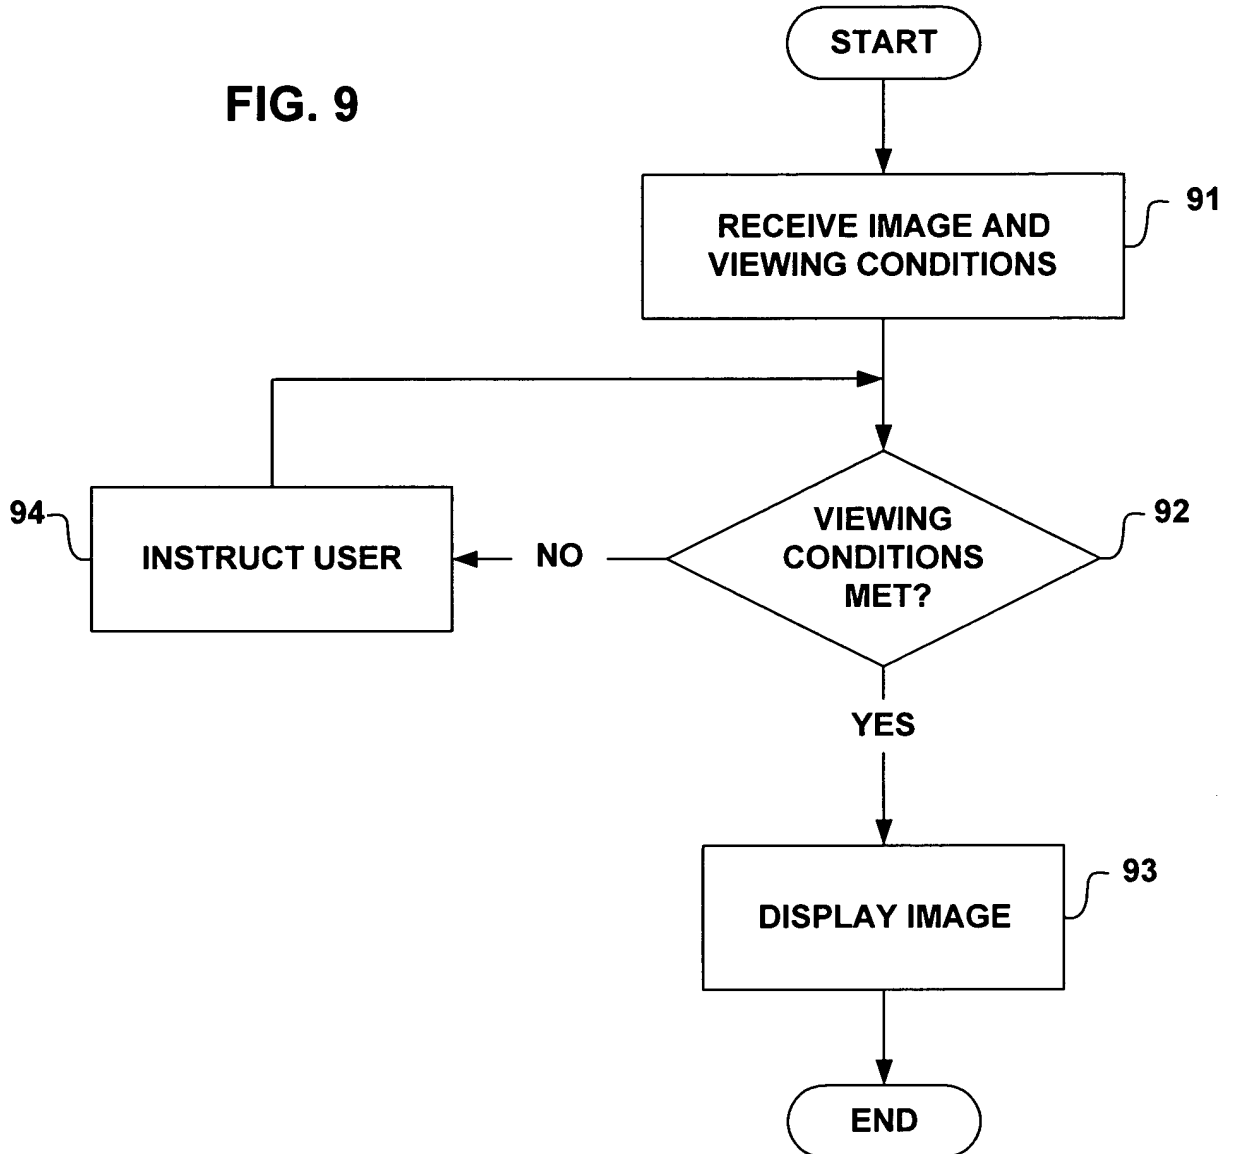 START
FIG. 9
RECEIVE IMAGE AND
VIEWING CONDITIONS
91
VIEWING
CONDITIONS
MET?
92
NO
INSTRUCT USER
94
YES
DISPLAY IMAGE
93
END